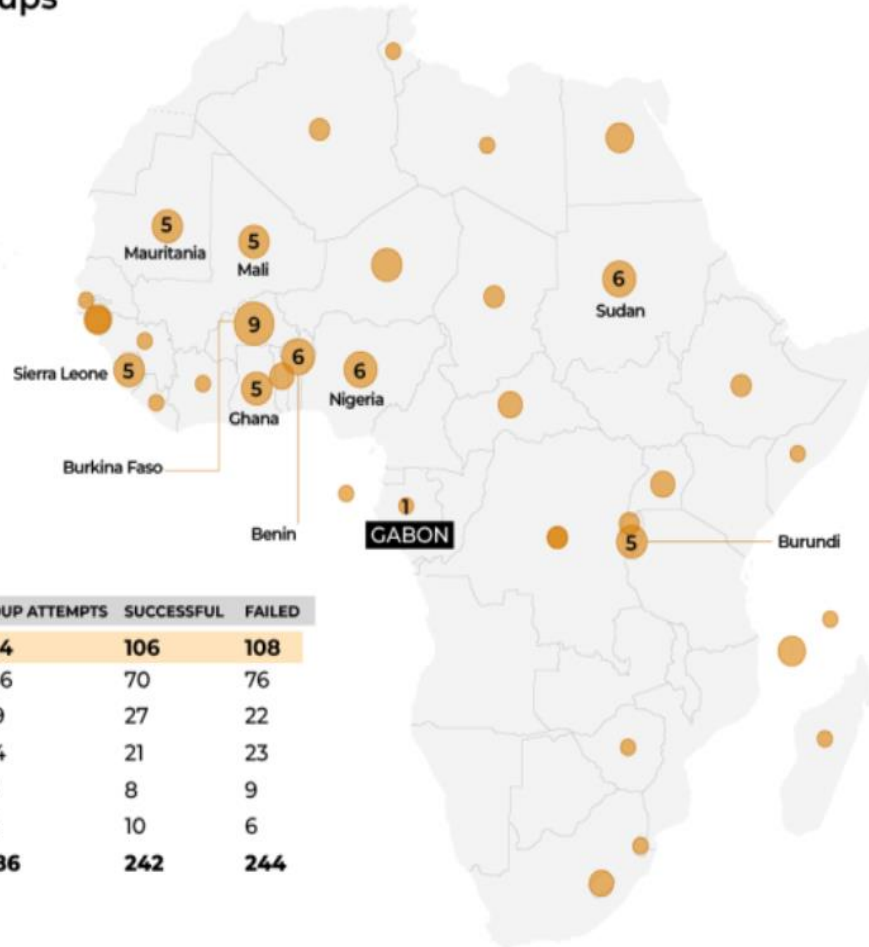 ups
5
Mauritania
5
Mali
6
Sudan
9
6
5
Sierra Leone
5
Ghana
6
Nigeria
Burkina Faso
1
GABON
Benin
5
Burundi
UP ATTEMPTS SUCCESSFUL FAILED
4 106 108
6 70 76
9 27 22
4 21 23
8 9
10 6
86 242 244